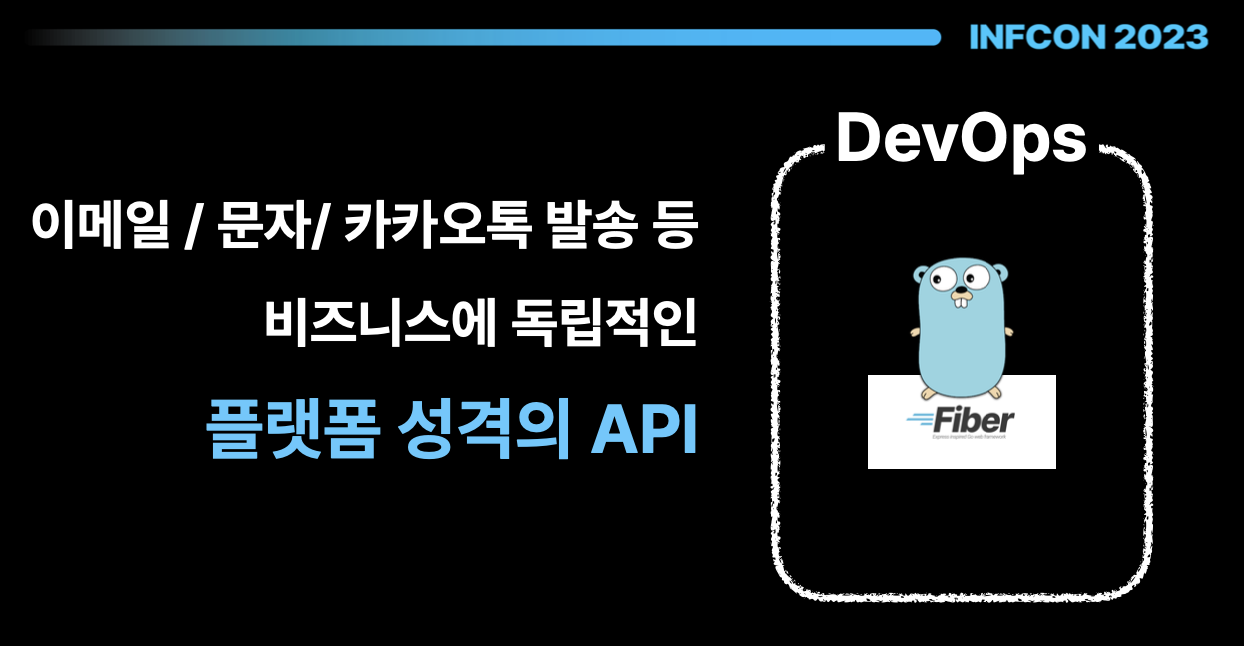 INFCON 2023
DevOps
이메일 / 문자/ 카카오톡 발송 등
비즈니스에 독립적인
플랫폼 성격의 API
Fiber
Express inspired Go web framework